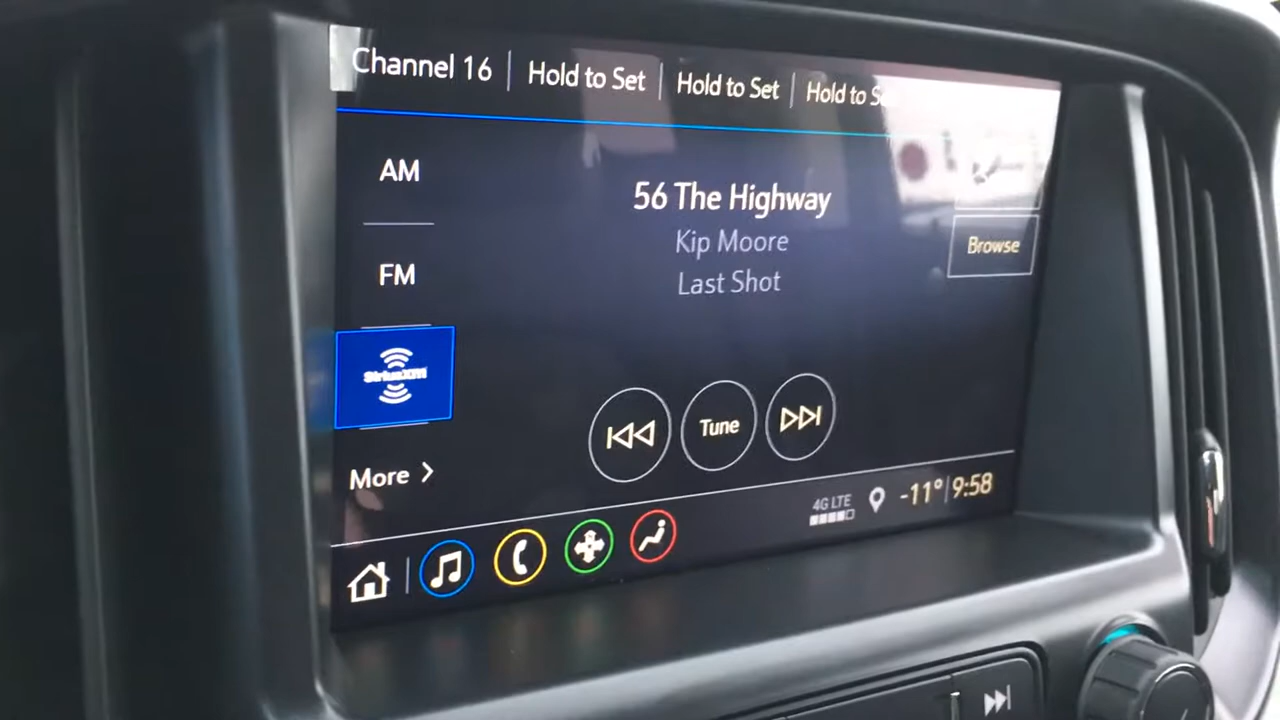 Channel 16
Hold to Set
Hold to Set
Hold to
AM
56 The Highway
Kip Moore
Browse
FM
Last Shot
SiriusXM
Tune
More
4G LTE
-11° 9:58